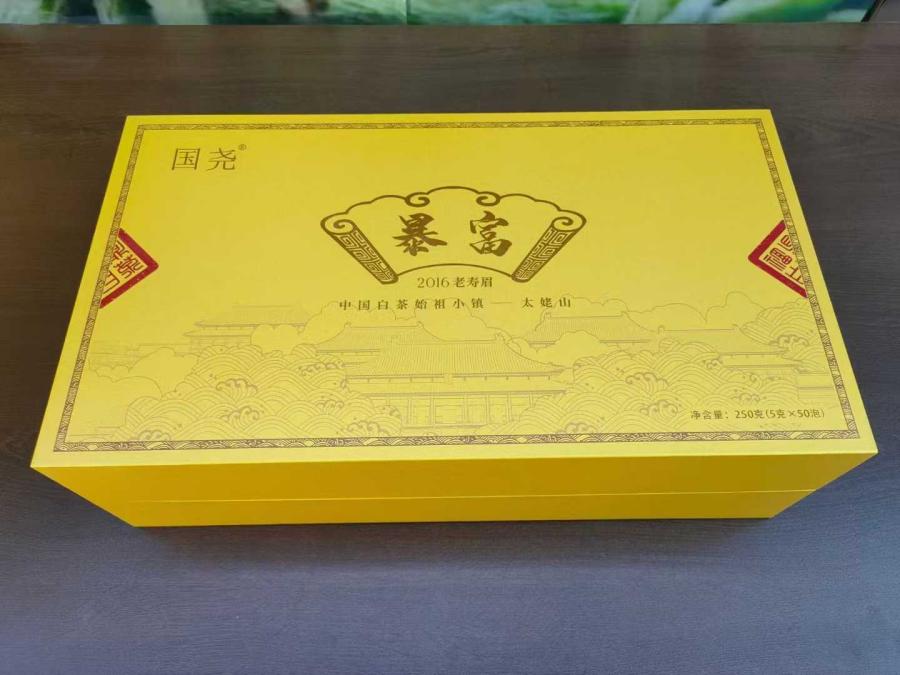 国尧®
暴富
2016老寿眉
中国白茶始祖小镇——太姥山
净含量：250克(5克×50泡)